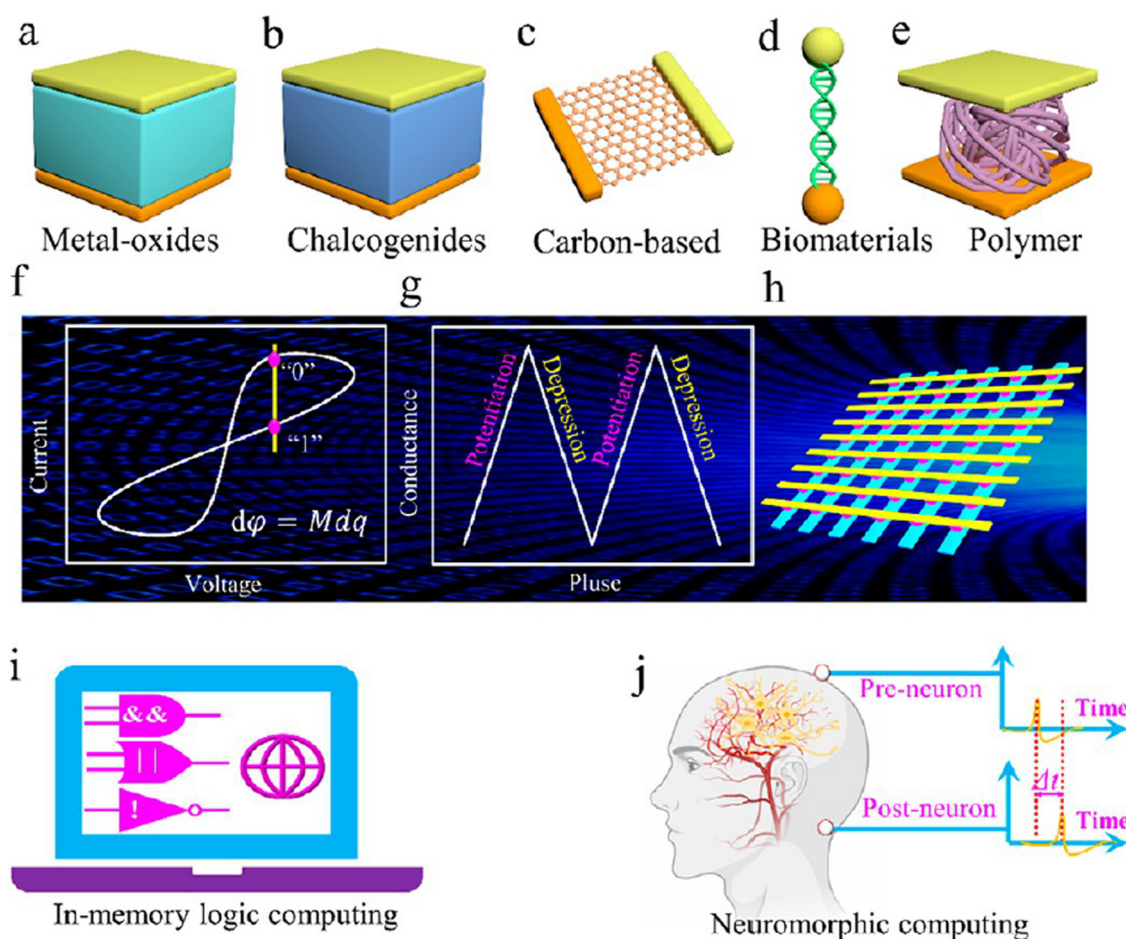 a
b
c
d
e
Metal-oxides
Chalcogenides
Carbon-based
Biomaterials
Polymer
f
g
h
Current
“0”
“1”
dφ = Mdq
Voltage
Conductance
Potentiation
Depression
Potentiation
Depression
Pluse
i
&&
||
!
In-memory logic computing
j
Pre-neuron
Time
Δt
Post-neuron
Time
Neuromorphic computing